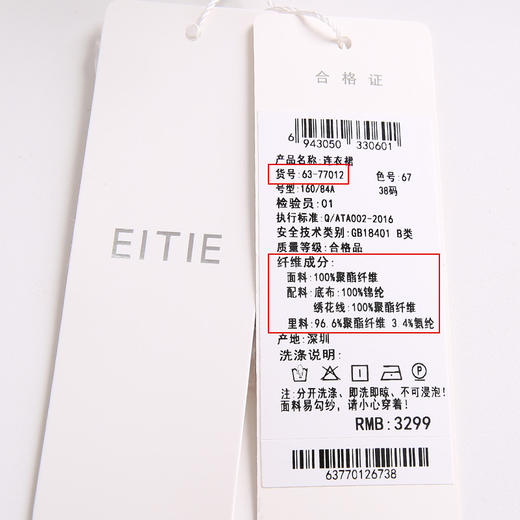 EITIE
合格证
6 943050 330601
产品名称:连衣裙
货号:63-77012 色号:67
号型:160/84A 38码
检验员:01
执行标准:Q/ATA002-2016
安全技术类别:GB18401 B类
质量等级:合格品
纤维成分:
面料:100%聚酯纤维
配料:底布:100%锦纶
绣花线:100%聚酯纤维
里料:96.6%聚酯纤维 3.4%氨纶
产地:深圳
洗涤说明:
注:分开洗涤、即洗即晾、不可浸泡!
面料易勾纱,请小心穿着!
RMB:3299
63770126738